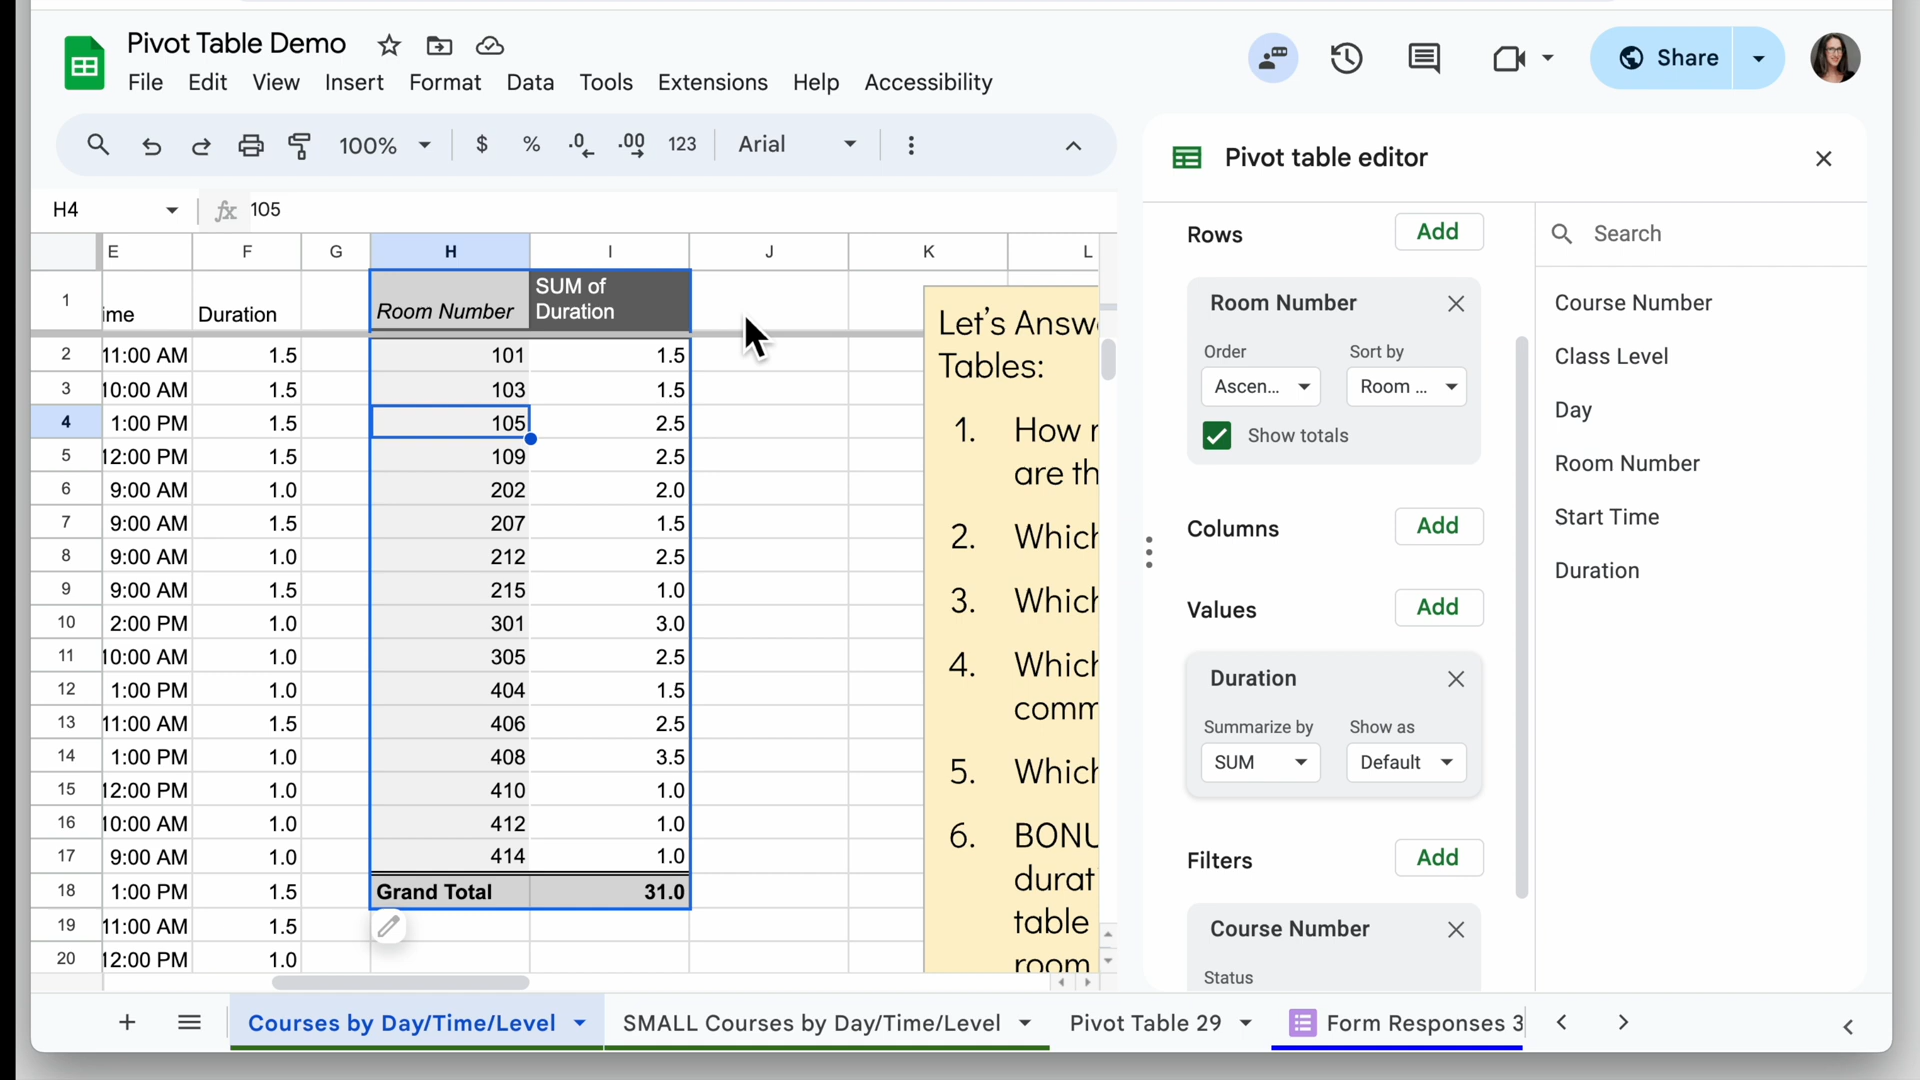 Pivot Table Demo
File Edit View Insert Format Data Tools Extensions Help Accessibility
Share
100% $ % .0 .00 123 Arial
H4 fx 105
E F G H I J K L
1 ime Duration Room Number SUM of
Duration
2 11:00 AM 1.5 101 1.5
3 10:00 AM 1.5 103 1.5
4 1:00 PM 1.5 105 2.5
5 12:00 PM 1.5 109 2.5
6 9:00 AM 1.0 202 2.0
7 9:00 AM 1.5 207 1.5
8 9:00 AM 1.0 212 2.5
9 9:00 AM 1.5 215 1.0
10 2:00 PM 1.0 301 3.0
11 10:00 AM 1.0 305 2.5
12 1:00 PM 1.0 404 1.5
13 11:00 AM 1.5 406 2.5
14 1:00 PM 1.0 408 3.5
15 12:00 PM 1.0 410 1.0
16 10:00 AM 1.0 412 1.0
17 9:00 AM 1.0 414 1.0
18 1:00 PM 1.5 Grand Total 31.0
19 11:00 AM 1.5
20 12:00 PM 1.0
Let's Answ
Tables:
1. How
are th
2. Which
3. Which
4. Which
comm
5. Which
6. BONU
durat
table
room
Pivot table editor
Rows Add
Room Number
Order Sort by
Ascen... Room ...
Show totals
Columns Add
Values Add
Duration
Summarize by Show as
SUM Default
Filters Add
Course Number
Status
Search
Course Number
Class Level
Day
Room Number
Start Time
Duration
Courses by Day/Time/Level SMALL Courses by Day/Time/Level Pivot Table 29 Form Responses 3